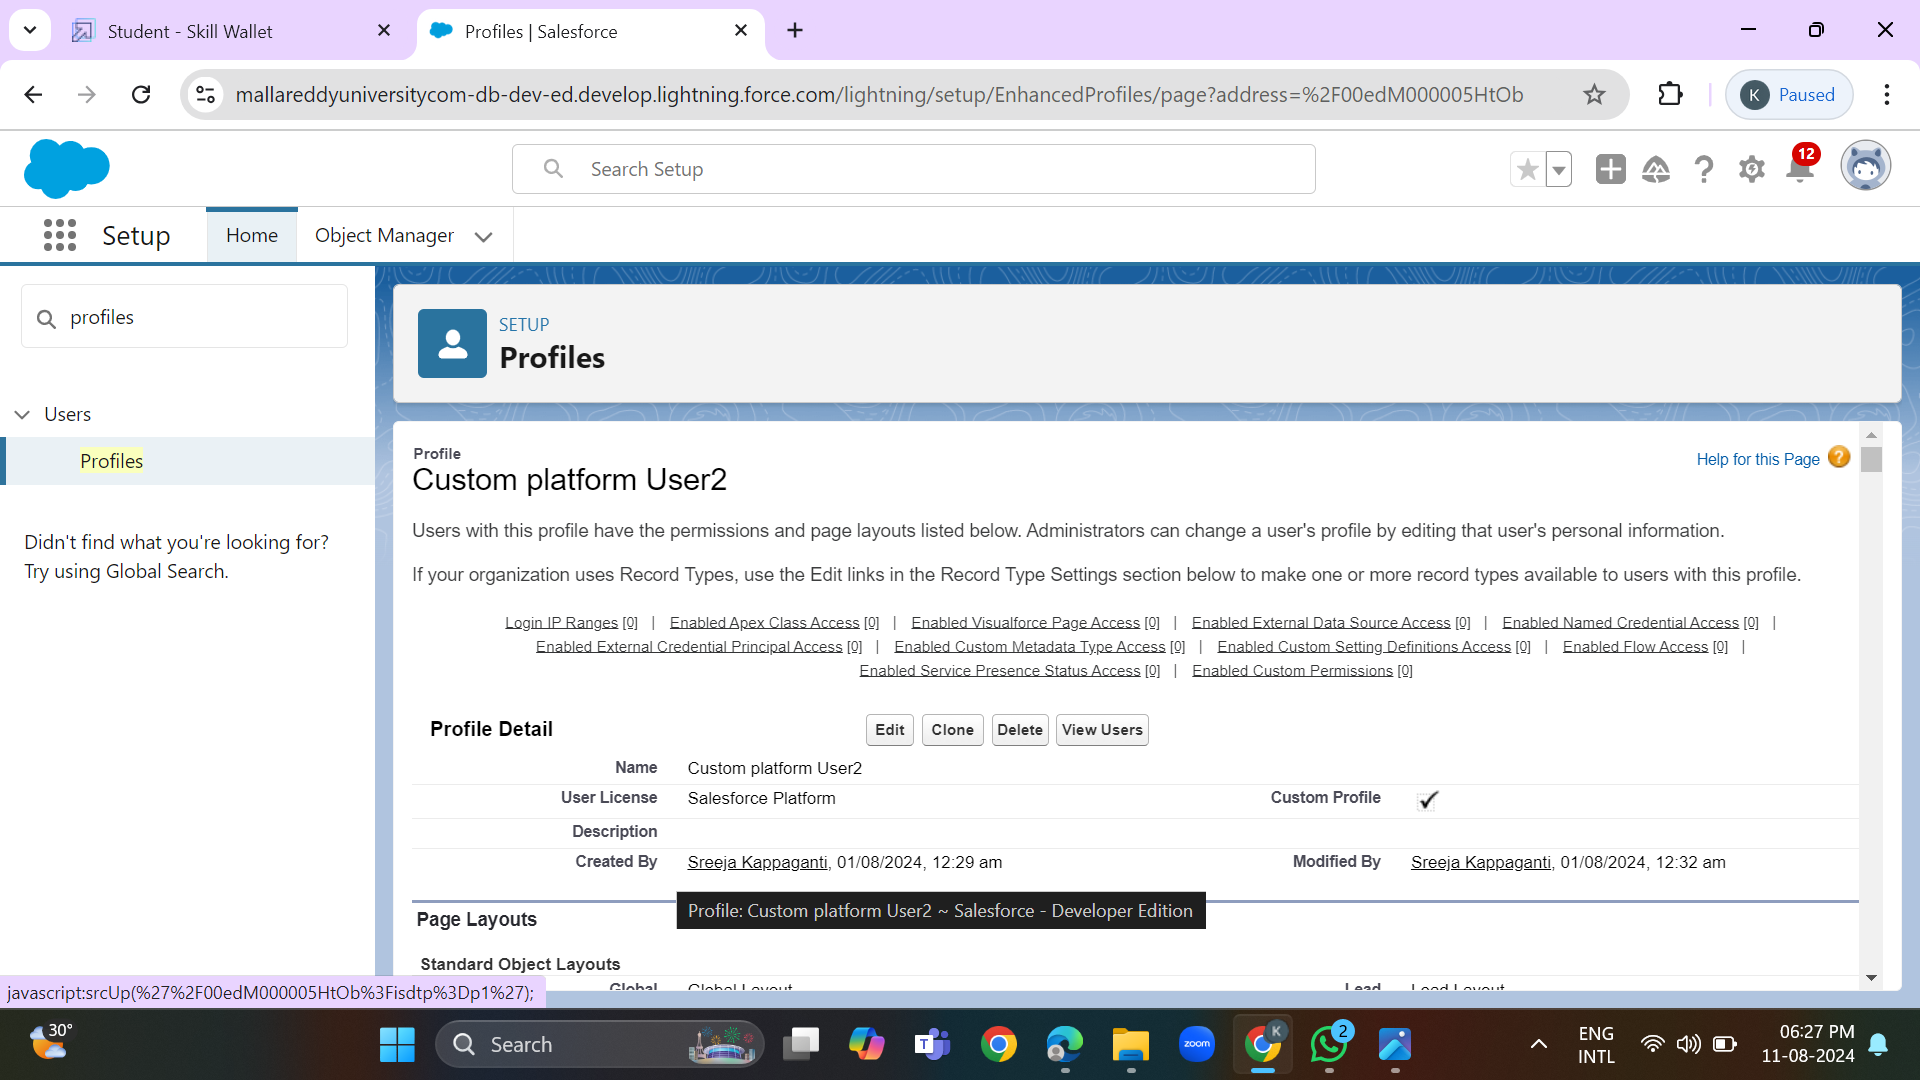 Student - Skill Wallet
Profiles | Salesforce
mallareddyuniversitycom-db-dev-ed.develop.lightning.force.com/lightning/setup/EnhancedProfiles/page?address=%2F00edM000005HtOb
K Paused
Search Setup
12
Setup
Home
Object Manager
profiles
Users
Profiles
Didn't find what you're looking for?
Try using Global Search.
SETUP
Profiles
Profile
Custom platform User2
Help for this Page ?
Users with this profile have the permissions and page layouts listed below. Administrators can change a user's profile by editing that user's personal information.
If your organization uses Record Types, use the Edit links in the Record Type Settings section below to make one or more record types available to users with this profile.
Login IP Ranges [0] | Enabled Apex Class Access [0] | Enabled Visualforce Page Access [0] | Enabled External Data Source Access [0] | Enabled Named Credential Access [0] |
Enabled External Credential Principal Access [0] | Enabled Custom Metadata Type Access [0] | Enabled Custom Setting Definitions Access [0] | Enabled Flow Access [0] |
Enabled Service Presence Status Access [0] | Enabled Custom Permissions [0]
Profile Detail
Edit
Clone
Delete
View Users
Name Custom platform User2
User License Salesforce Platform Custom Profile
Description
Created By Sreeja Kappaganti, 01/08/2024, 12:29 am Modified By Sreeja Kappaganti, 01/08/2024, 12:32 am
Profile: Custom platform User2 ~ Salesforce - Developer Edition
Page Layouts
Standard Object Layouts
Global Global Layout Lead Lead Layout
javascript:srcUp(%27%2F00edM000005HtOb%3Fisdtp%3Dp1%27);
30°
Search
T
zoom
K
2
ENG
INTL
06:27 PM
11-08-2024